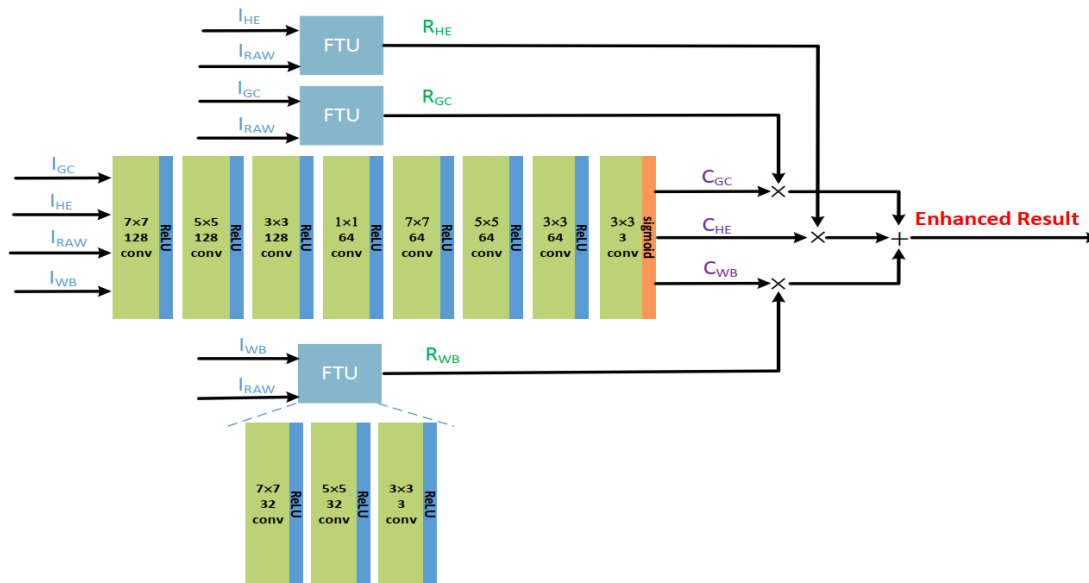 I_HE
I_RAW
FTU
R_HE
I_GC
I_RAW
FTU
R_GC
I_GC
I_HE
I_RAW
I_WB
7×7
128
conv
ReLU
5×5
128
conv
ReLU
3×3
128
conv
ReLU
1×1
64
conv
ReLU
7×7
64
conv
ReLU
5×5
64
conv
ReLU
3×3
64
conv
ReLU
3×3
3
conv
sigmoid
C_GC
×
C_HE
×
+
Enhanced Result
C_WB
×
I_WB
I_RAW
FTU
R_WB
7×7
32
conv
ReLU
5×5
32
conv
ReLU
3×3
3
conv
ReLU